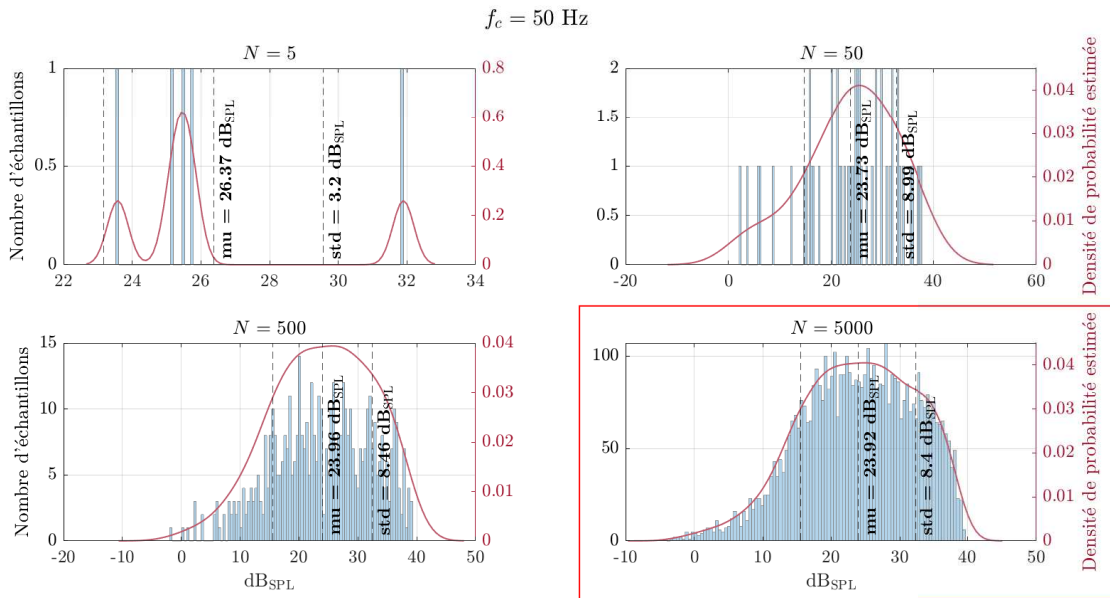 f_c = 50 Hz
N = 5
Nombre d'échantillons
1
0.5
0
22 24 26 28 30 32 34
0.8
0.6
0.4
0.2
0
mu = 26.37 dB_SPL
std = 3.2 dB_SPL
N = 50
2
1.5
1
0.5
0
-20 0 20 40 60
0.04
0.03
0.02
0.01
0
Densité de probabilité estimée
mu = 23.73 dB_SPL
std = 8.99 dB_SPL
N = 500
Nombre d'échantillons
15
10
5
0
-20 -10 0 10 20 30 40 50
dB_SPL
0.04
0.03
0.02
0.01
0
mu = 23.96 dB_SPL
std = 8.46 dB_SPL
N = 5000
100
50
0
-10 0 10 20 30 40 50
dB_SPL
0.04
0.03
0.02
0.01
0
Densité de probabilité estimée
mu = 23.92 dB_SPL
std = 8.4 dB_SPL